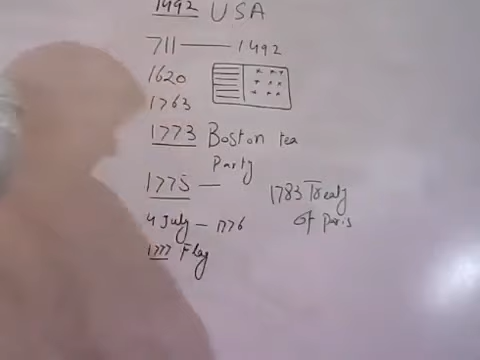 1492 USA
711 — 1492
1620
1763
1773 Boston tea
Party
1775 —
1783 Treaty
of Paris
4 July - 1776
1777 Flag